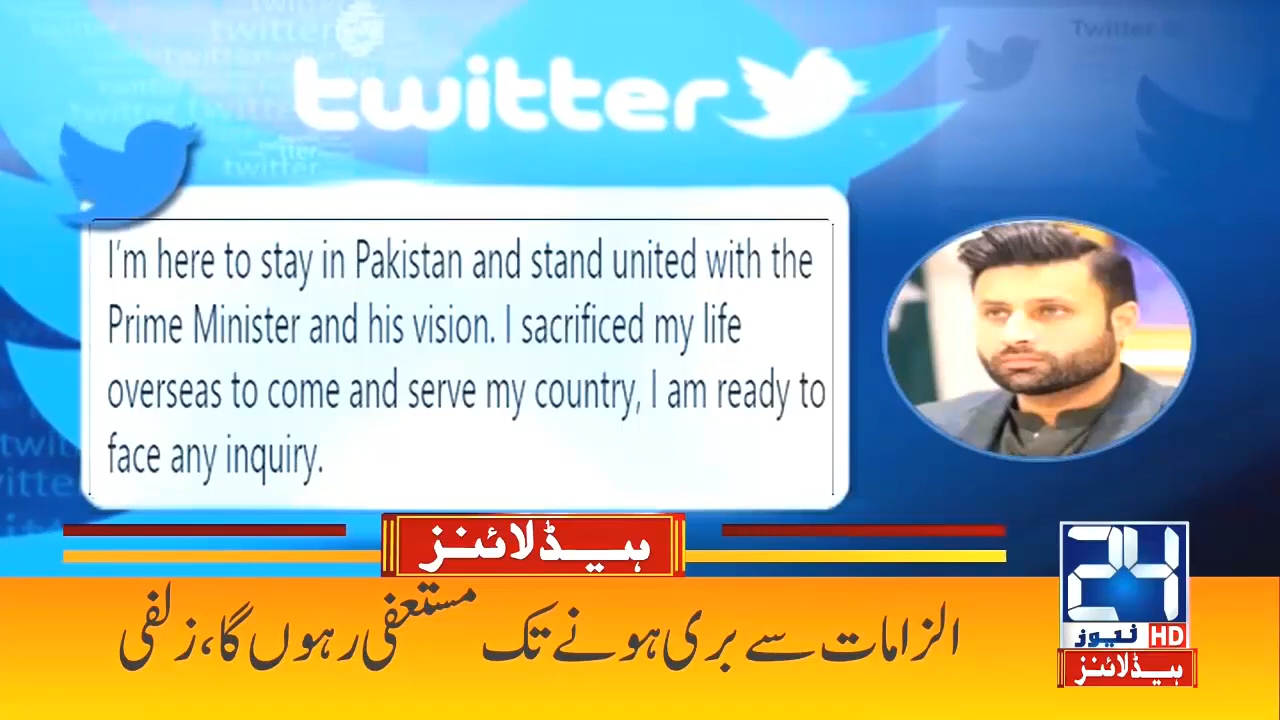 twitter
I'm here to stay in Pakistan and stand united with the
Prime Minister and his vision. I sacrificed my life
overseas to come and serve my country, I am ready to
face any inquiry.
ہیڈلائنز
الزامات سے بری ہونے تک مستعفی رہوں گا، زلفی
24
نیوز HD
ہیڈلائنز